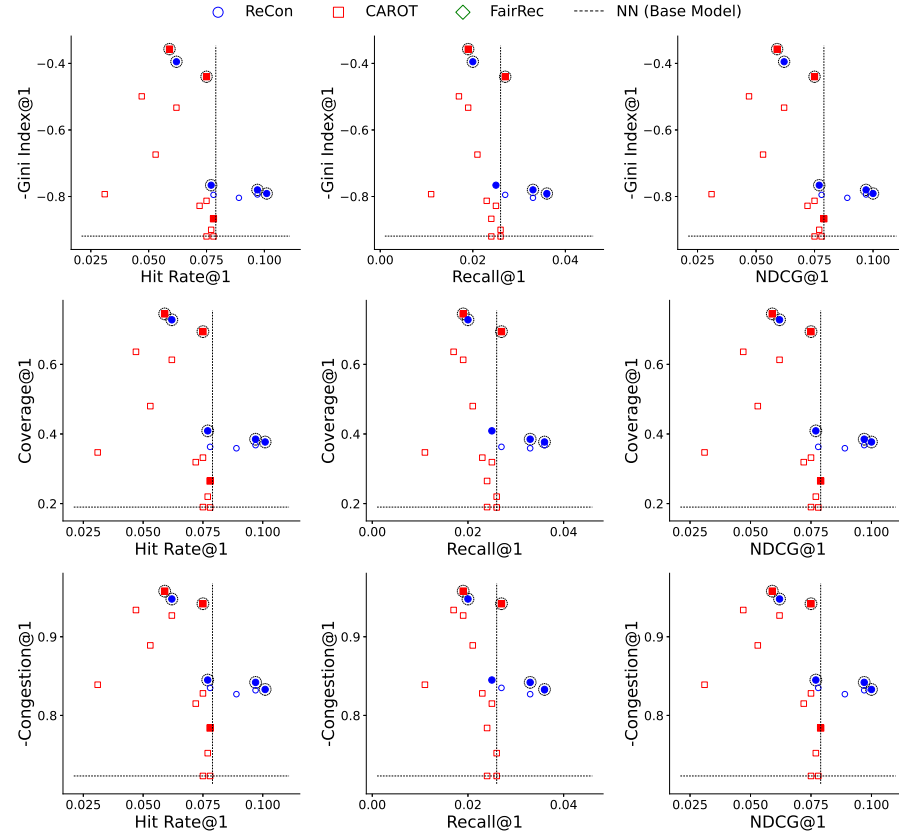 ReCon CAROT FairRec NN (Base Model)
-Gini Index@1 −0.4 −0.6 −0.8 0.025 0.050 0.075 0.100 Hit Rate@1
-Gini Index@1 −0.4 −0.6 −0.8 0.00 0.02 0.04 Recall@1
-Gini Index@1 −0.4 −0.6 −0.8 0.025 0.050 0.075 0.100 NDCG@1
Coverage@1 0.6 0.4 0.2 0.025 0.050 0.075 0.100 Hit Rate@1
Coverage@1 0.6 0.4 0.2 0.00 0.02 0.04 Recall@1
Coverage@1 0.6 0.4 0.2 0.025 0.050 0.075 0.100 NDCG@1
-Congestion@1 0.9 0.8 0.025 0.050 0.075 0.100 Hit Rate@1
-Congestion@1 0.9 0.8 0.00 0.02 0.04 Recall@1
-Congestion@1 0.9 0.8 0.025 0.050 0.075 0.100 NDCG@1